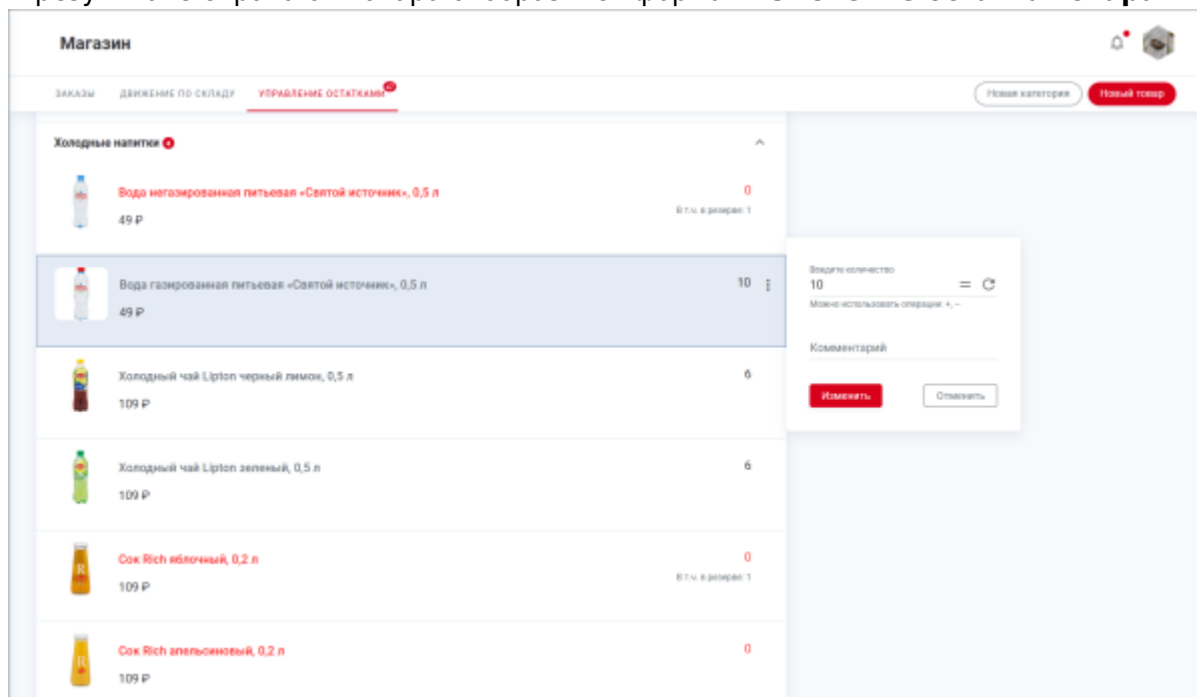 Магазин
ЗАКАЗЫ ДВИЖЕНИЕ ПО СКЛАДУ УПРАВЛЕНИЕ ОСТАТКАМИ
Новая категория Новый товар
Холодные напитки 4
Вода негазированная питьевая «Святой источник», 0,5 л 0
49 ₽ В т.ч. в резерве: 1
Вода газированная питьевая «Святой источник», 0,5 л 10
49 ₽
Введите количество
10 =
Можно использовать операции: +, –
Комментарий
Изменить Отменить
Холодный чай Lipton черный лимон, 0,5 л 6
109 ₽
Холодный чай Lipton зеленый, 0,5 л 6
109 ₽
Сок Rich яблочный, 0,2 л 0
109 ₽ В т.ч. в резерве: 1
Сок Rich апельсиновый, 0,2 л 0
109 ₽